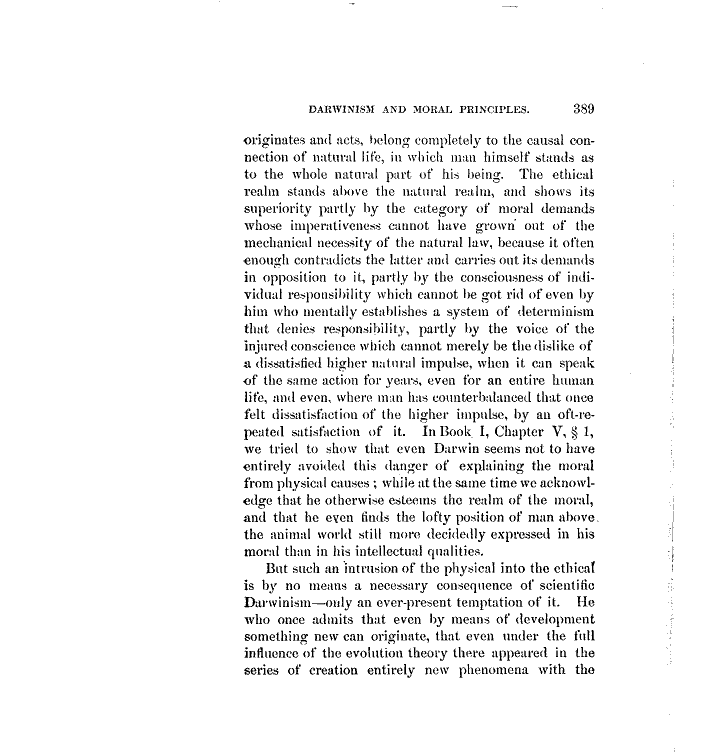 DARWINISM AND MORAL PRINCIPLES. 389
originates and acts, belong completely to the causal con-
nection of natural life, in which man himself stands as
to the whole natural part of his being. The ethical
realm stands above the natural realm, and shows its
superiority partly by the category of moral demands
whose imperativeness cannot have grown out of the
mechanical necessity of the natural law, because it often
enough contradicts the latter and carries out its demands
in opposition to it, partly by the consciousness of indi-
vidual responsibility which cannot be got rid of even by
him who mentally establishes a system of determinism
that denies responsibility, partly by the voice of the
injured conscience which cannot merely be the dislike of
a dissatisfied higher natural impulse, when it can speak
of the same action for years, even for an entire human
life, and even, where man has counterbalanced that once
felt dissatisfaction of the higher impulse, by an oft-re-
peated satisfaction of it. In Book I, Chapter V, § 1,
we tried to show that even Darwin seems not to have
entirely avoided this danger of explaining the moral
from physical causes ; while at the same time we acknowl-
edge that he otherwise esteems the realm of the moral,
and that he even finds the lofty position of man above
the animal world still more decidedly expressed in his
moral than in his intellectual qualities.
But such an intrusion of the physical into the ethical
is by no means a necessary consequence of scientific
Darwinism—only an ever-present temptation of it. He
who once admits that even by means of development
something new can originate, that even under the full
influence of the evolution theory there appeared in the
series of creation entirely new phenomena with the